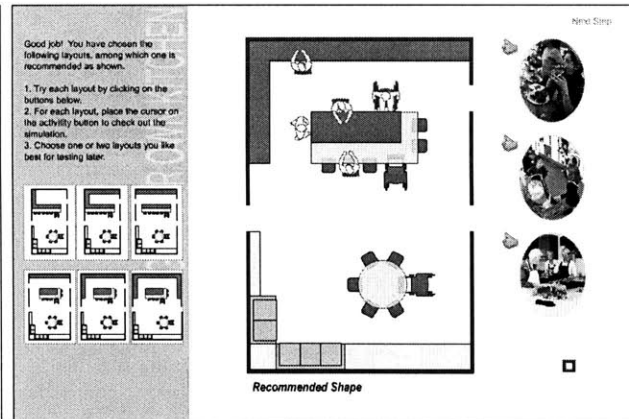 Next Step
Good job! You have chosen the
following layouts, among which one is
recommended as shown.
1. Try each layout by clicking on the
buttons below.
2. For each layout, place the cursor on
the activity button to check out the
simulation.
3. Choose one or two layouts you like
best for testing later.
Recommended Shape